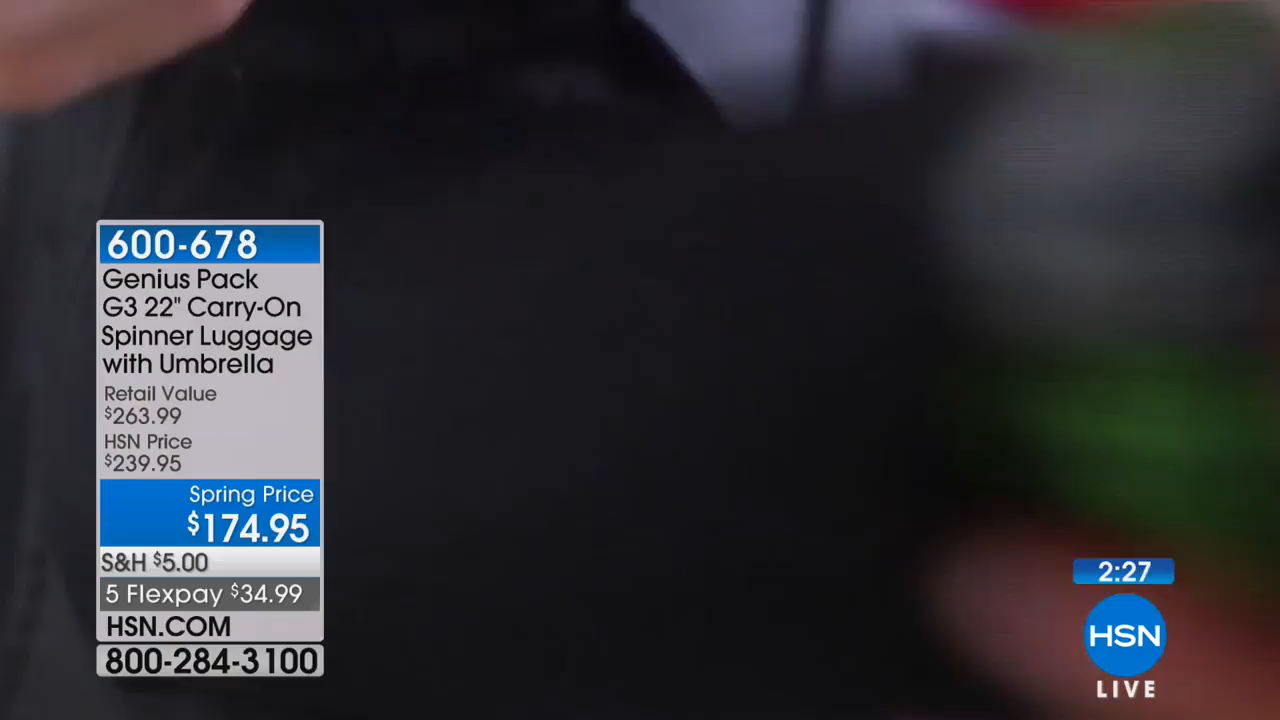 600-678
Genius Pack
G3 22" Carry-On
Spinner Luggage
with Umbrella
Retail Value
$263.99
HSN Price
$239.95
Spring Price
$174.95
S&H $5.00
5 Flexpay $34.99
HSN.COM
800-284-3100
2:27
HSN
LIVE